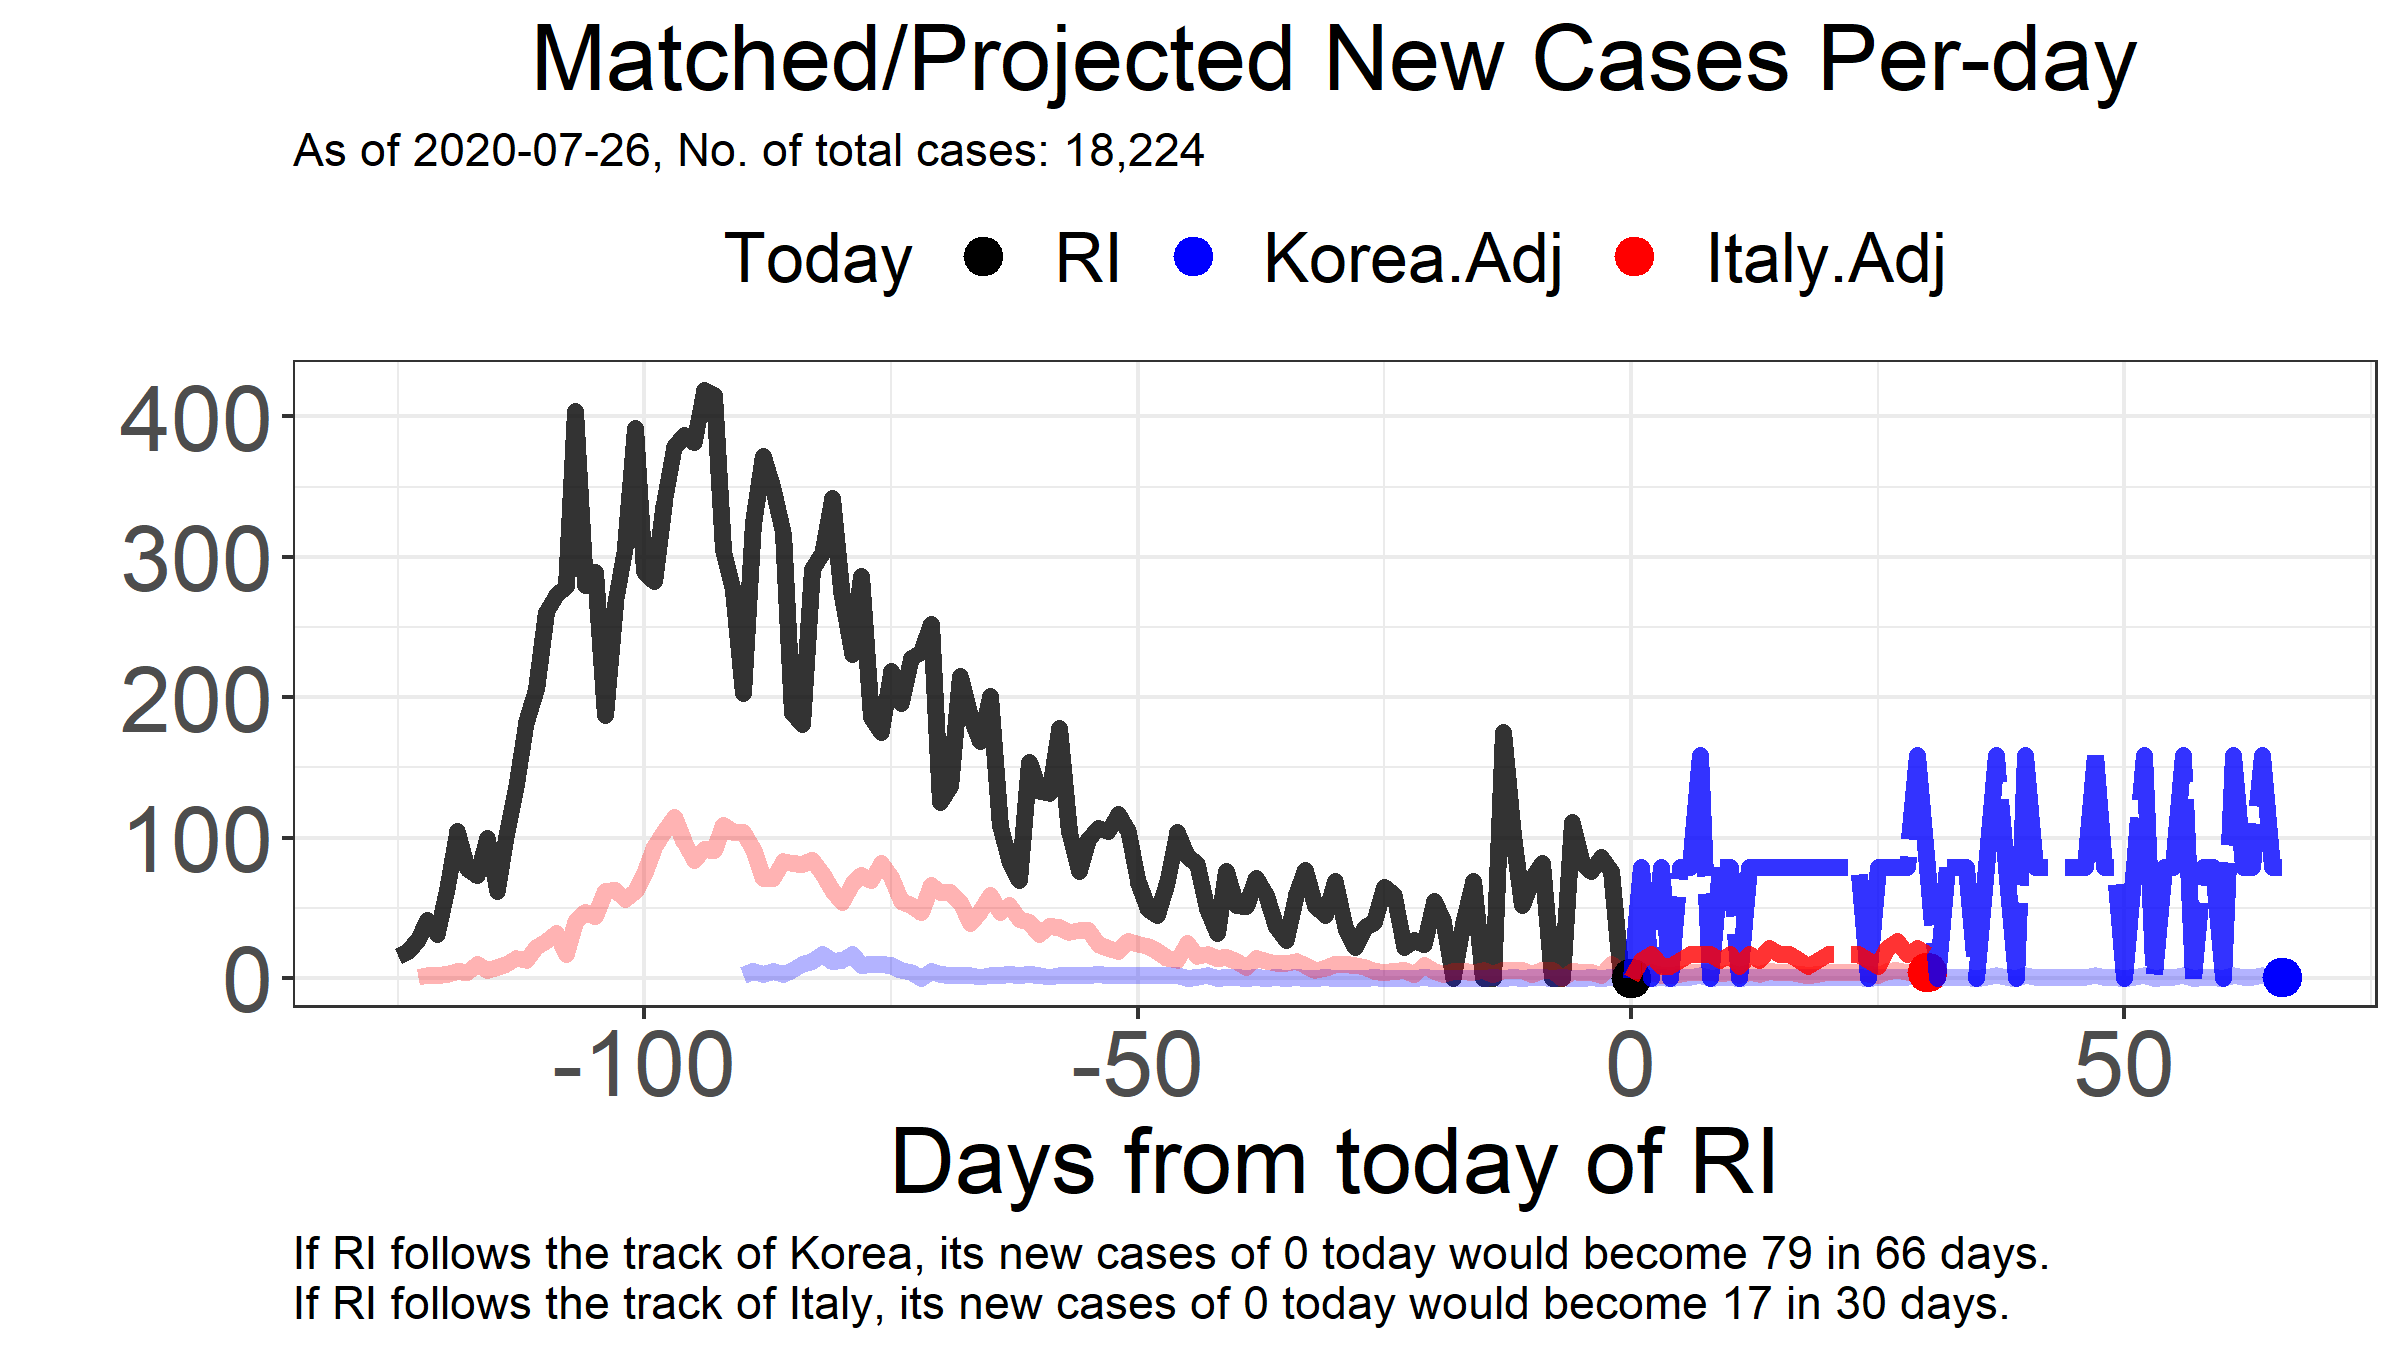 Matched/Projected New Cases Per-day
As of 2020-07-26, No. of total cases: 18,224
Today RI Korea.Adj Italy.Adj
400
300
200
100
0
-100 -50 0 50
Days from today of RI
If RI follows the track of Korea, its new cases of 0 today would become 79 in 66 days.
If RI follows the track of Italy, its new cases of 0 today would become 17 in 30 days.